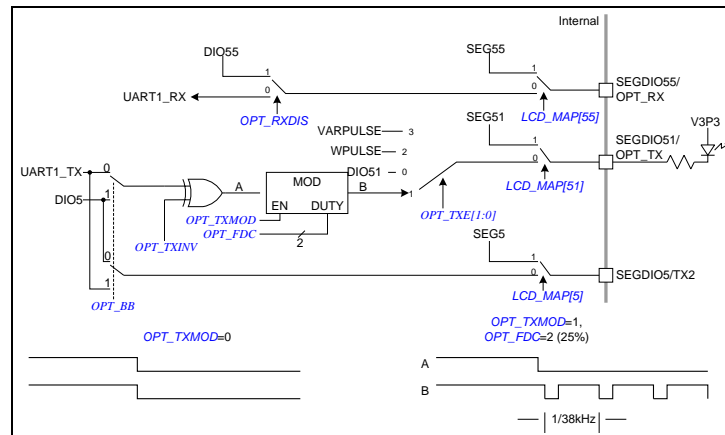 Internal
DIO55
SEG55
1
0
UART1_RX
OPT_RXDIS
1
0
LCD_MAP[55]
SEGDIO55/
OPT_RX
VARPULSE
3
WPULSE
2
DIO51
0
1
OPT_TXE[1:0]
SEG51
1
0
LCD_MAP[51]
SEGDIO51/
OPT_TX
V3P3
UART1_TX
0
DIO5
1
A
MOD
EN DUTY
B
OPT_TXMOD
OPT_FDC
2
OPT_TXINV
0
1
OPT_BB
SEG5
1
0
LCD_MAP[5]
SEGDIO5/TX2
OPT_TXMOD=0
OPT_TXMOD=1,
OPT_FDC=2 (25%)
A
B
1/38kHz